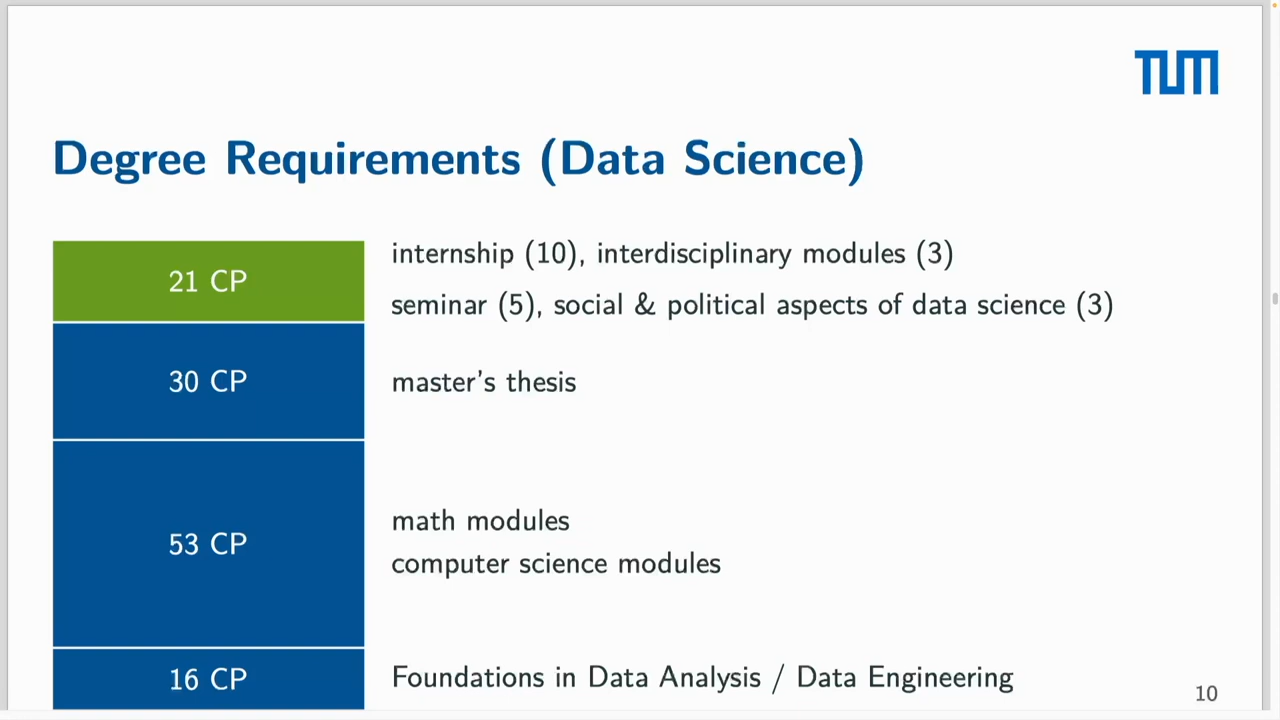 TUM
Degree Requirements (Data Science)
21 CP
internship (10), interdisciplinary modules (3)
seminar (5), social & political aspects of data science (3)
30 CP
master's thesis
53 CP
math modules
computer science modules
16 CP
Foundations in Data Analysis / Data Engineering
10